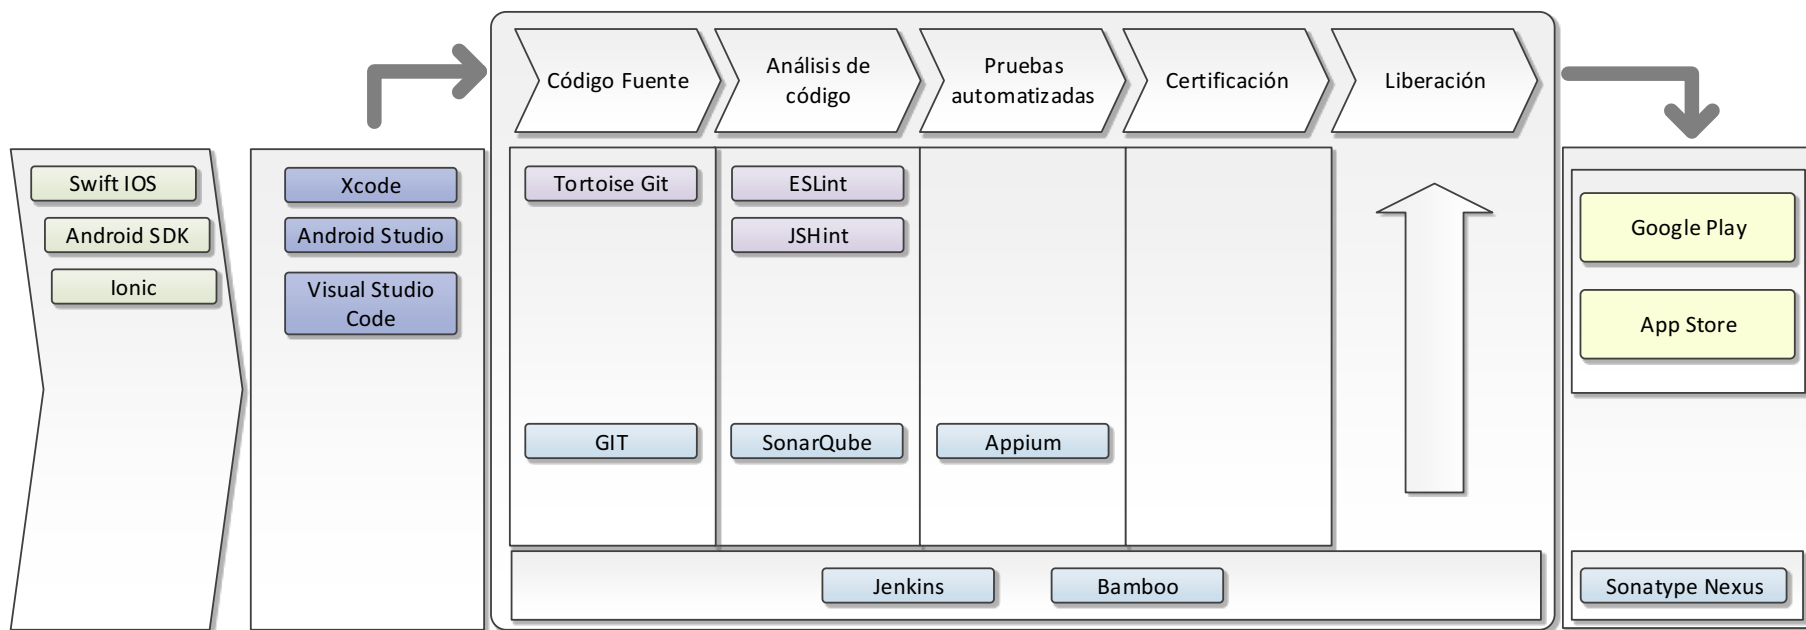 Código Fuente
Análisis de
código
Pruebas
automatizadas
Certificación
Liberación
Swift IOS
Android SDK
Ionic
Xcode
Android Studio
Visual Studio
Code
Tortoise Git
GIT
ESLint
JSHint
SonarQube
Appium
Jenkins
Bamboo
Google Play
App Store
Sonatype Nexus